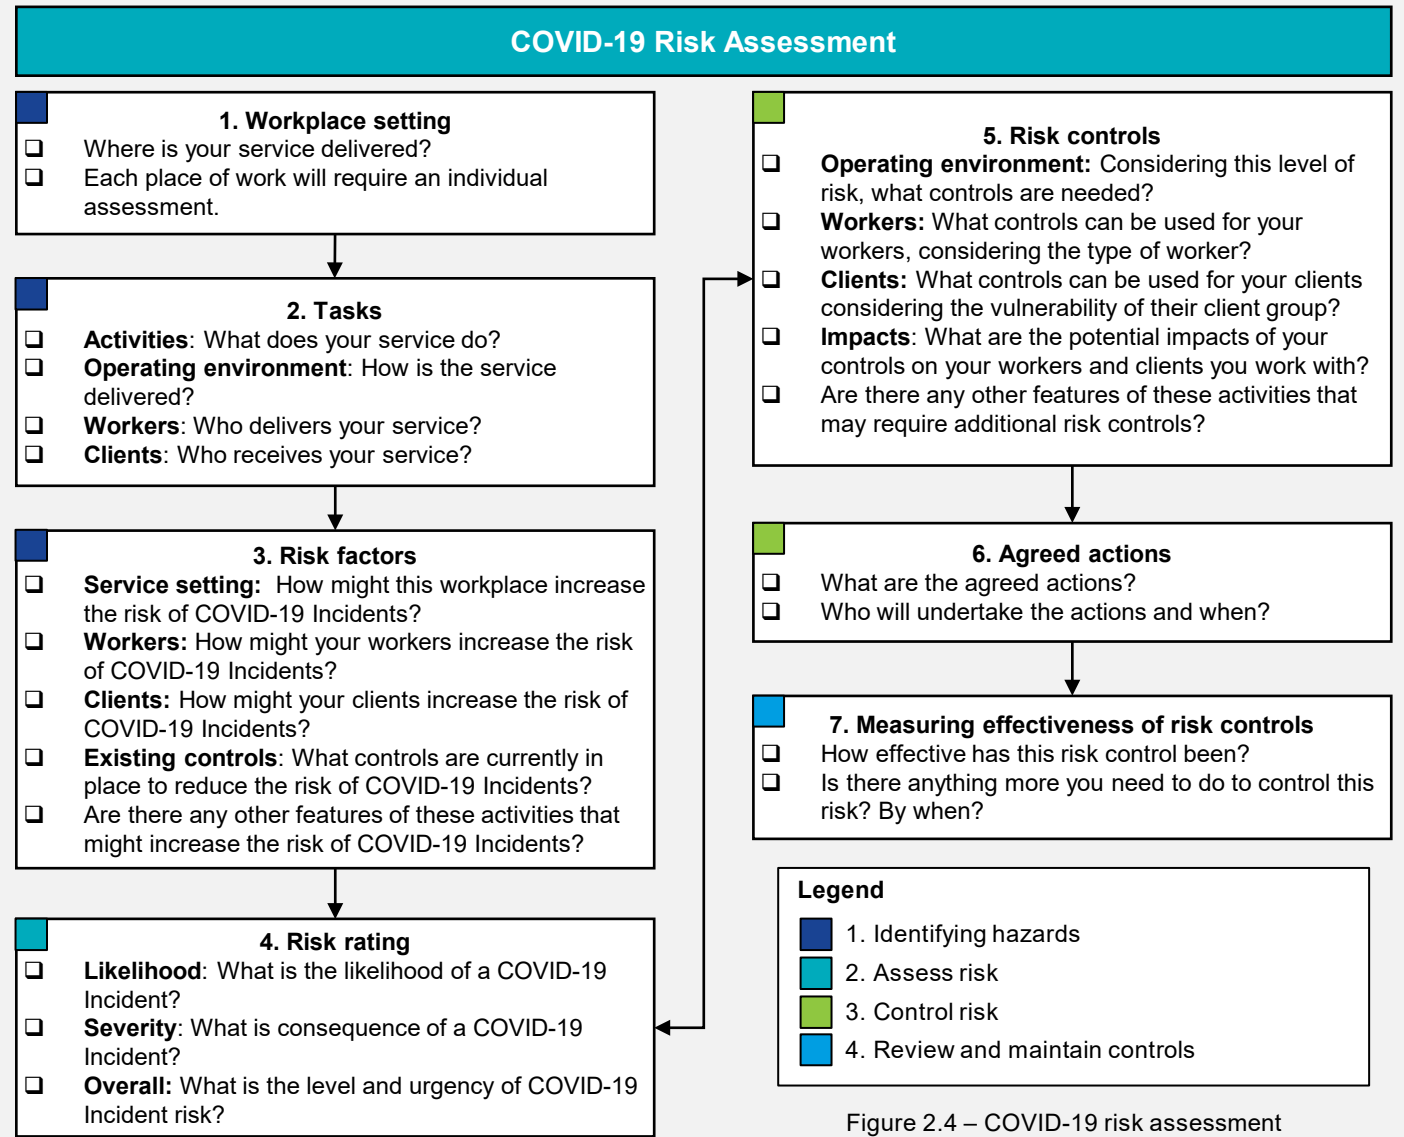 COVID-19 Risk Assessment
1. Workplace setting
Where is your service delivered?
Each place of work will require an individual
assessment.
2. Tasks
Activities: What does your service do?
Operating environment: How is the service
delivered?
Workers: Who delivers your service?
Clients: Who receives your service?
3. Risk factors
Service setting: How might this workplace increase
the risk of COVID-19 Incidents?
Workers: How might your workers increase the risk
of COVID-19 Incidents?
Clients: How might your clients increase the risk of
COVID-19 Incidents?
Existing controls: What controls are currently in
place to reduce the risk of COVID-19 Incidents?
Are there any other features of these activities that
might increase the risk of COVID-19 Incidents?
4. Risk rating
Likelihood: What is the likelihood of a COVID-19
Incident?
Severity: What is consequence of a COVID-19
Incident?
Overall: What is the level and urgency of COVID-19
Incident risk?
5. Risk controls
Operating environment: Considering this level of
risk, what controls are needed?
Workers: What controls can be used for your
workers, considering the type of worker?
Clients: What controls can be used for your clients
considering the vulnerability of their client group?
Impacts: What are the potential impacts of your
controls on your workers and clients you work with?
Are there any other features of these activities that
may require additional risk controls?
6. Agreed actions
What are the agreed actions?
Who will undertake the actions and when?
7. Measuring effectiveness of risk controls
How effective has this risk control been?
Is there anything more you need to do to control this
risk? By when?
Legend
1. Identifying hazards
2. Assess risk
3. Control risk
4. Review and maintain controls
Figure 2.4 – COVID-19 risk assessment